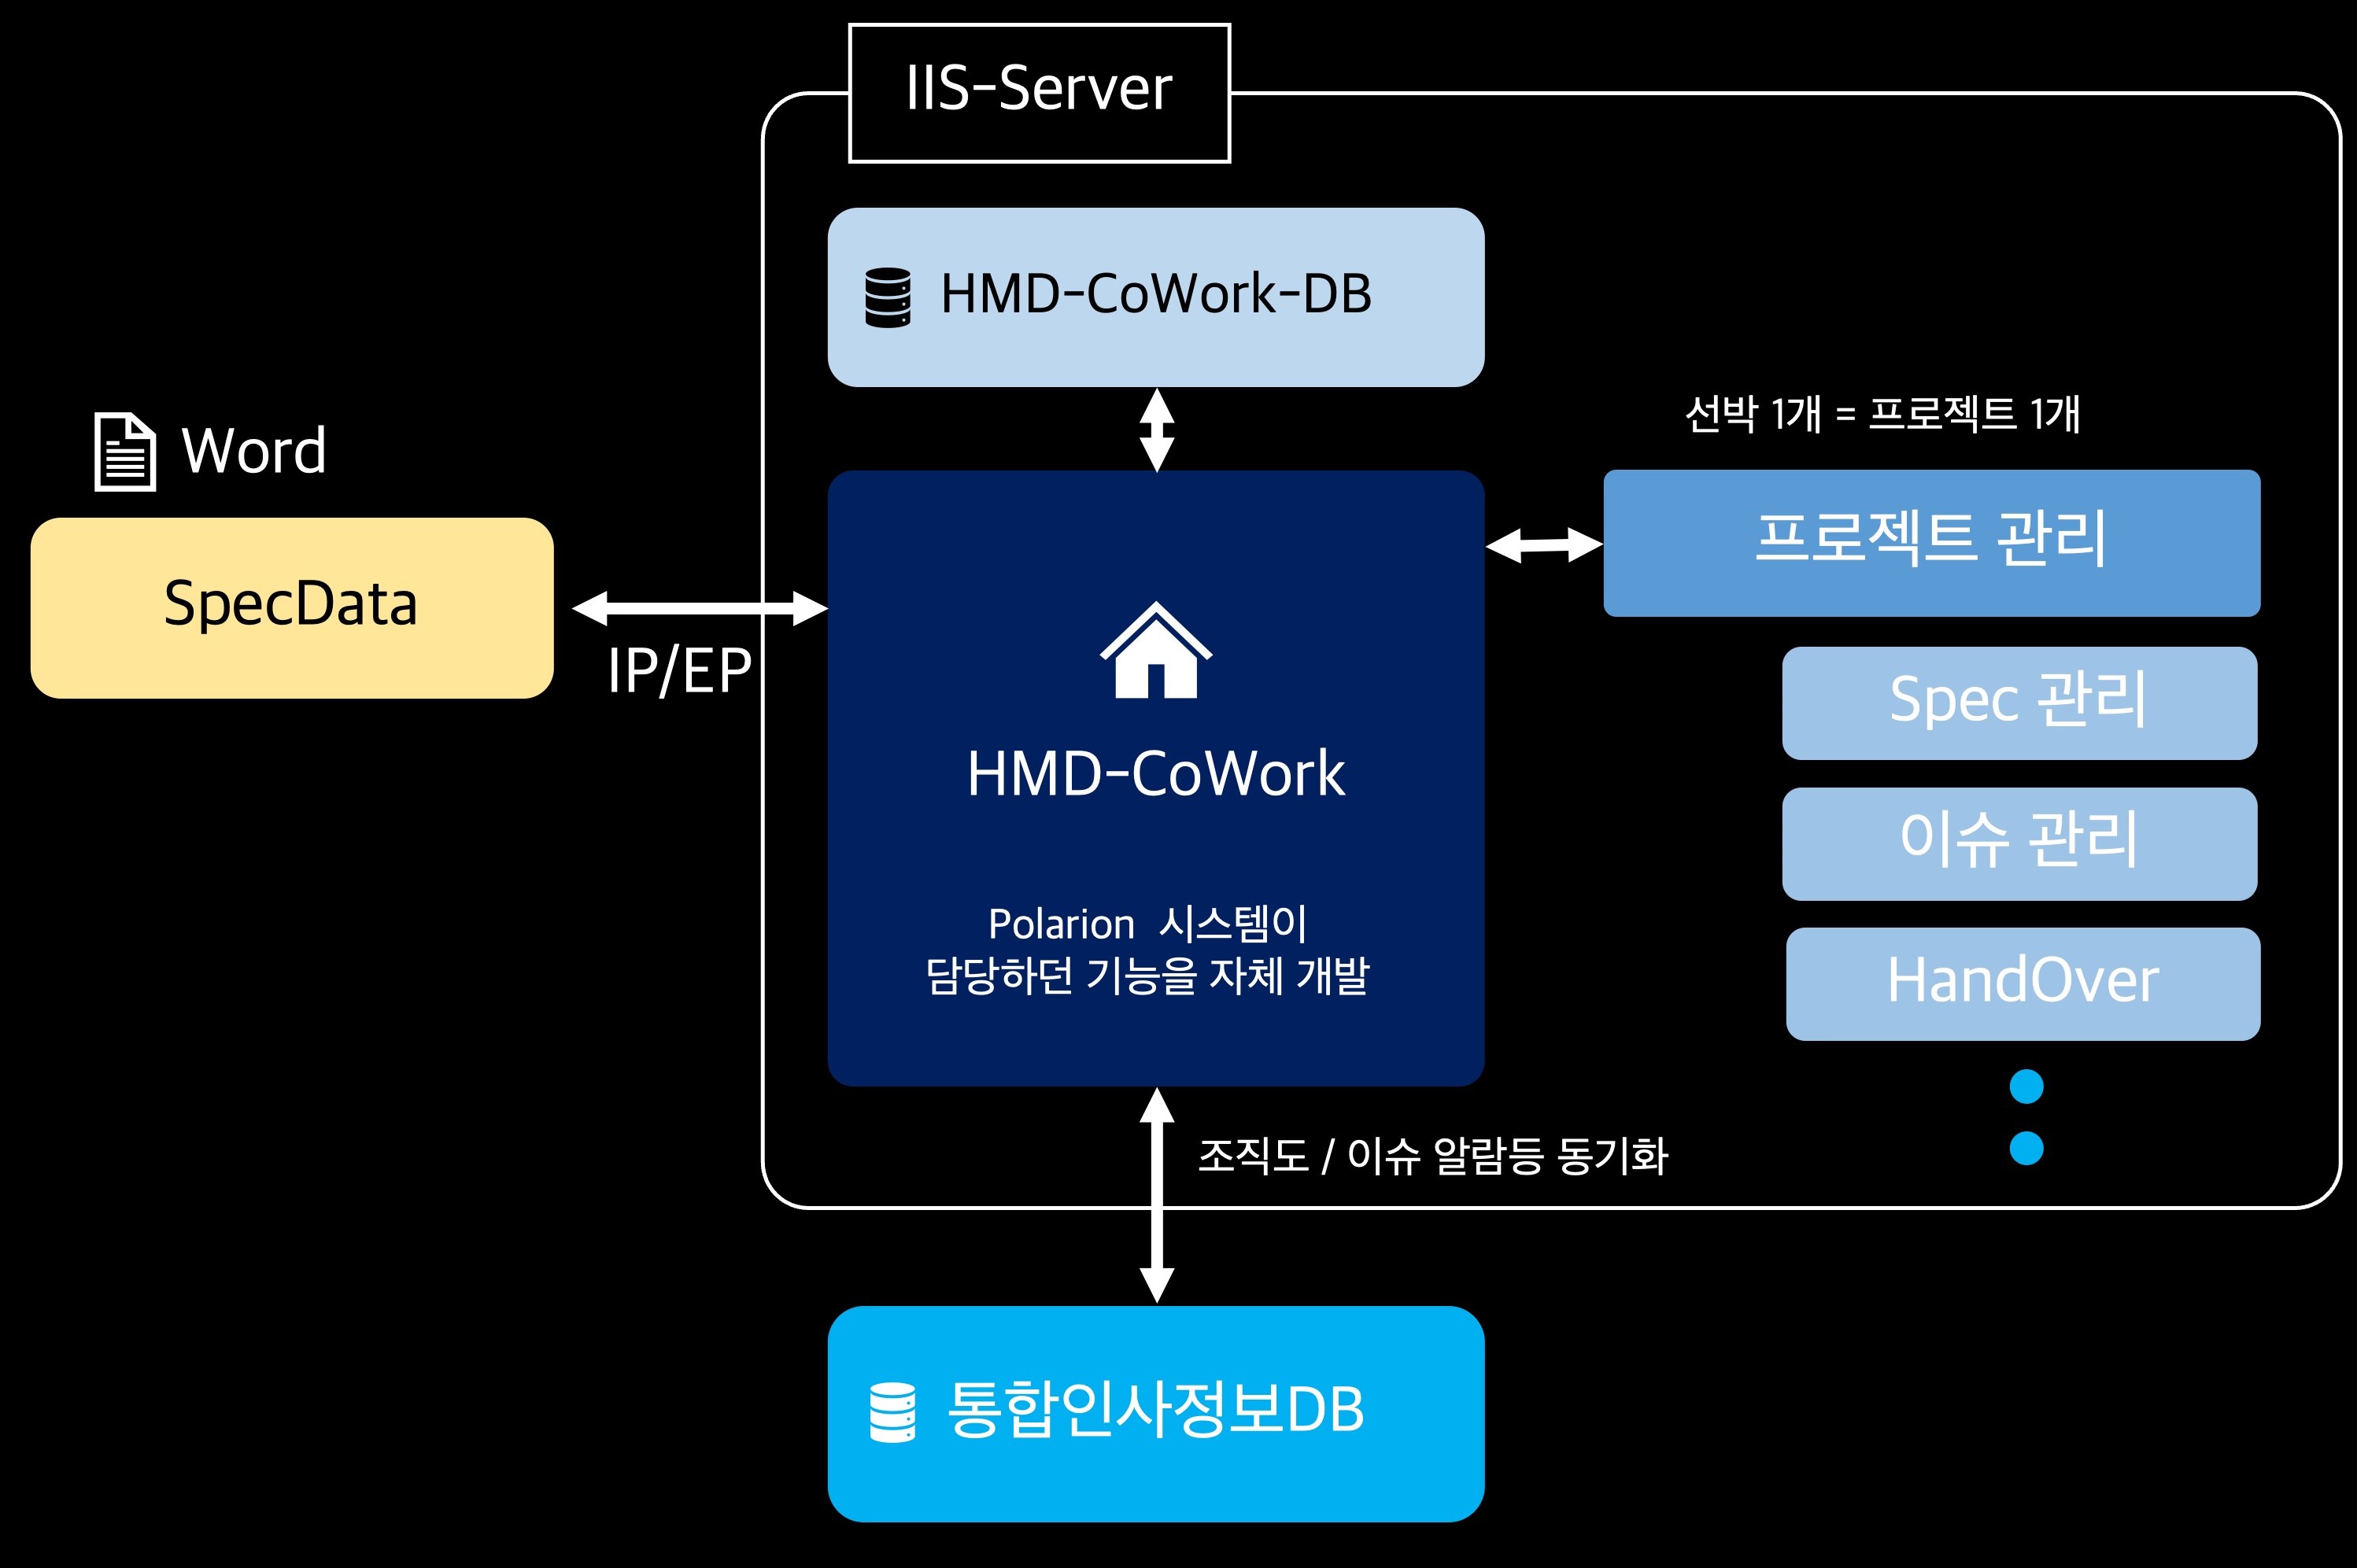 IIS-Server
HMD-CoWork-DB
Word
SpecData
IP/EP
HMD-CoWork
Polarion 시스템이
담당하던 기능을 자체 개발
선박 1개 = 프로젝트 1개
프로젝트 관리
Spec 관리
이슈 관리
HandOver
조직도 / 이슈 알람등 동기화
통합인사정보DB